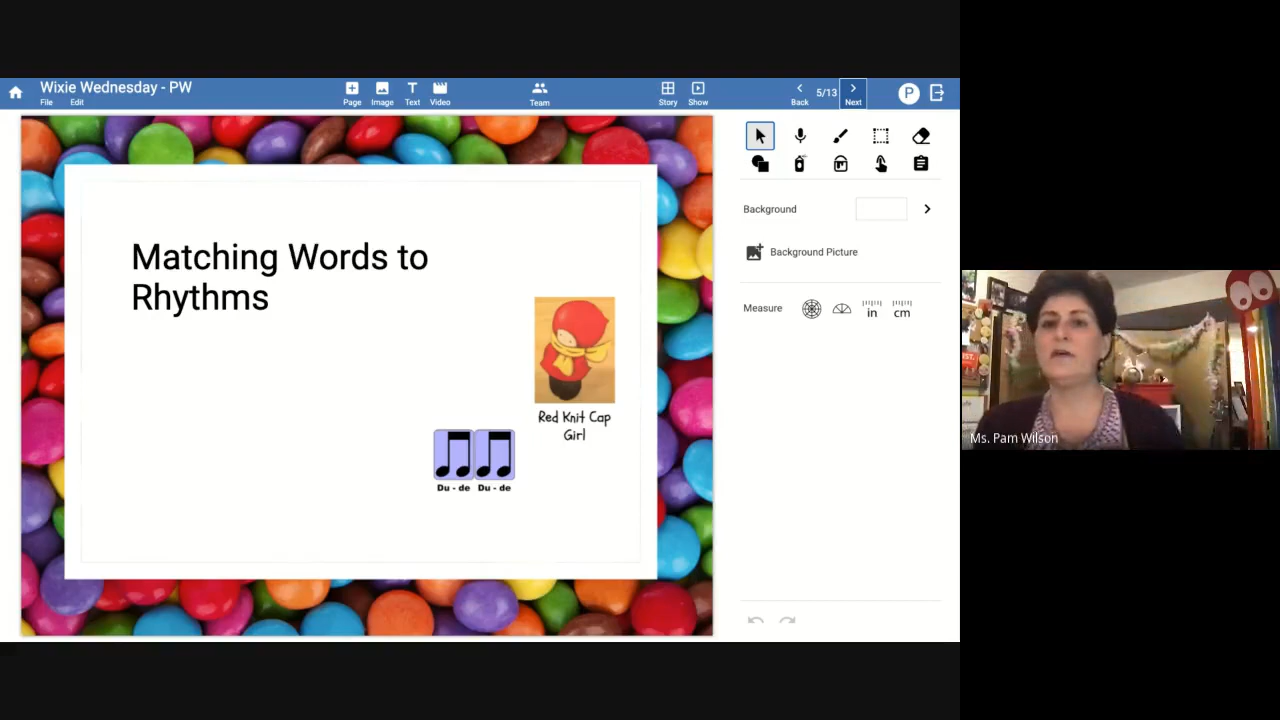 Wixie Wednesday - PW
File Edit
Page Image Text Video Team Story Show Back 5/13 Next P
Matching Words to
Rhythms
Red Knit Cap
Girl
Du - de Du - de
Background
Background Picture
Measure in cm
Ms. Pam Wilson